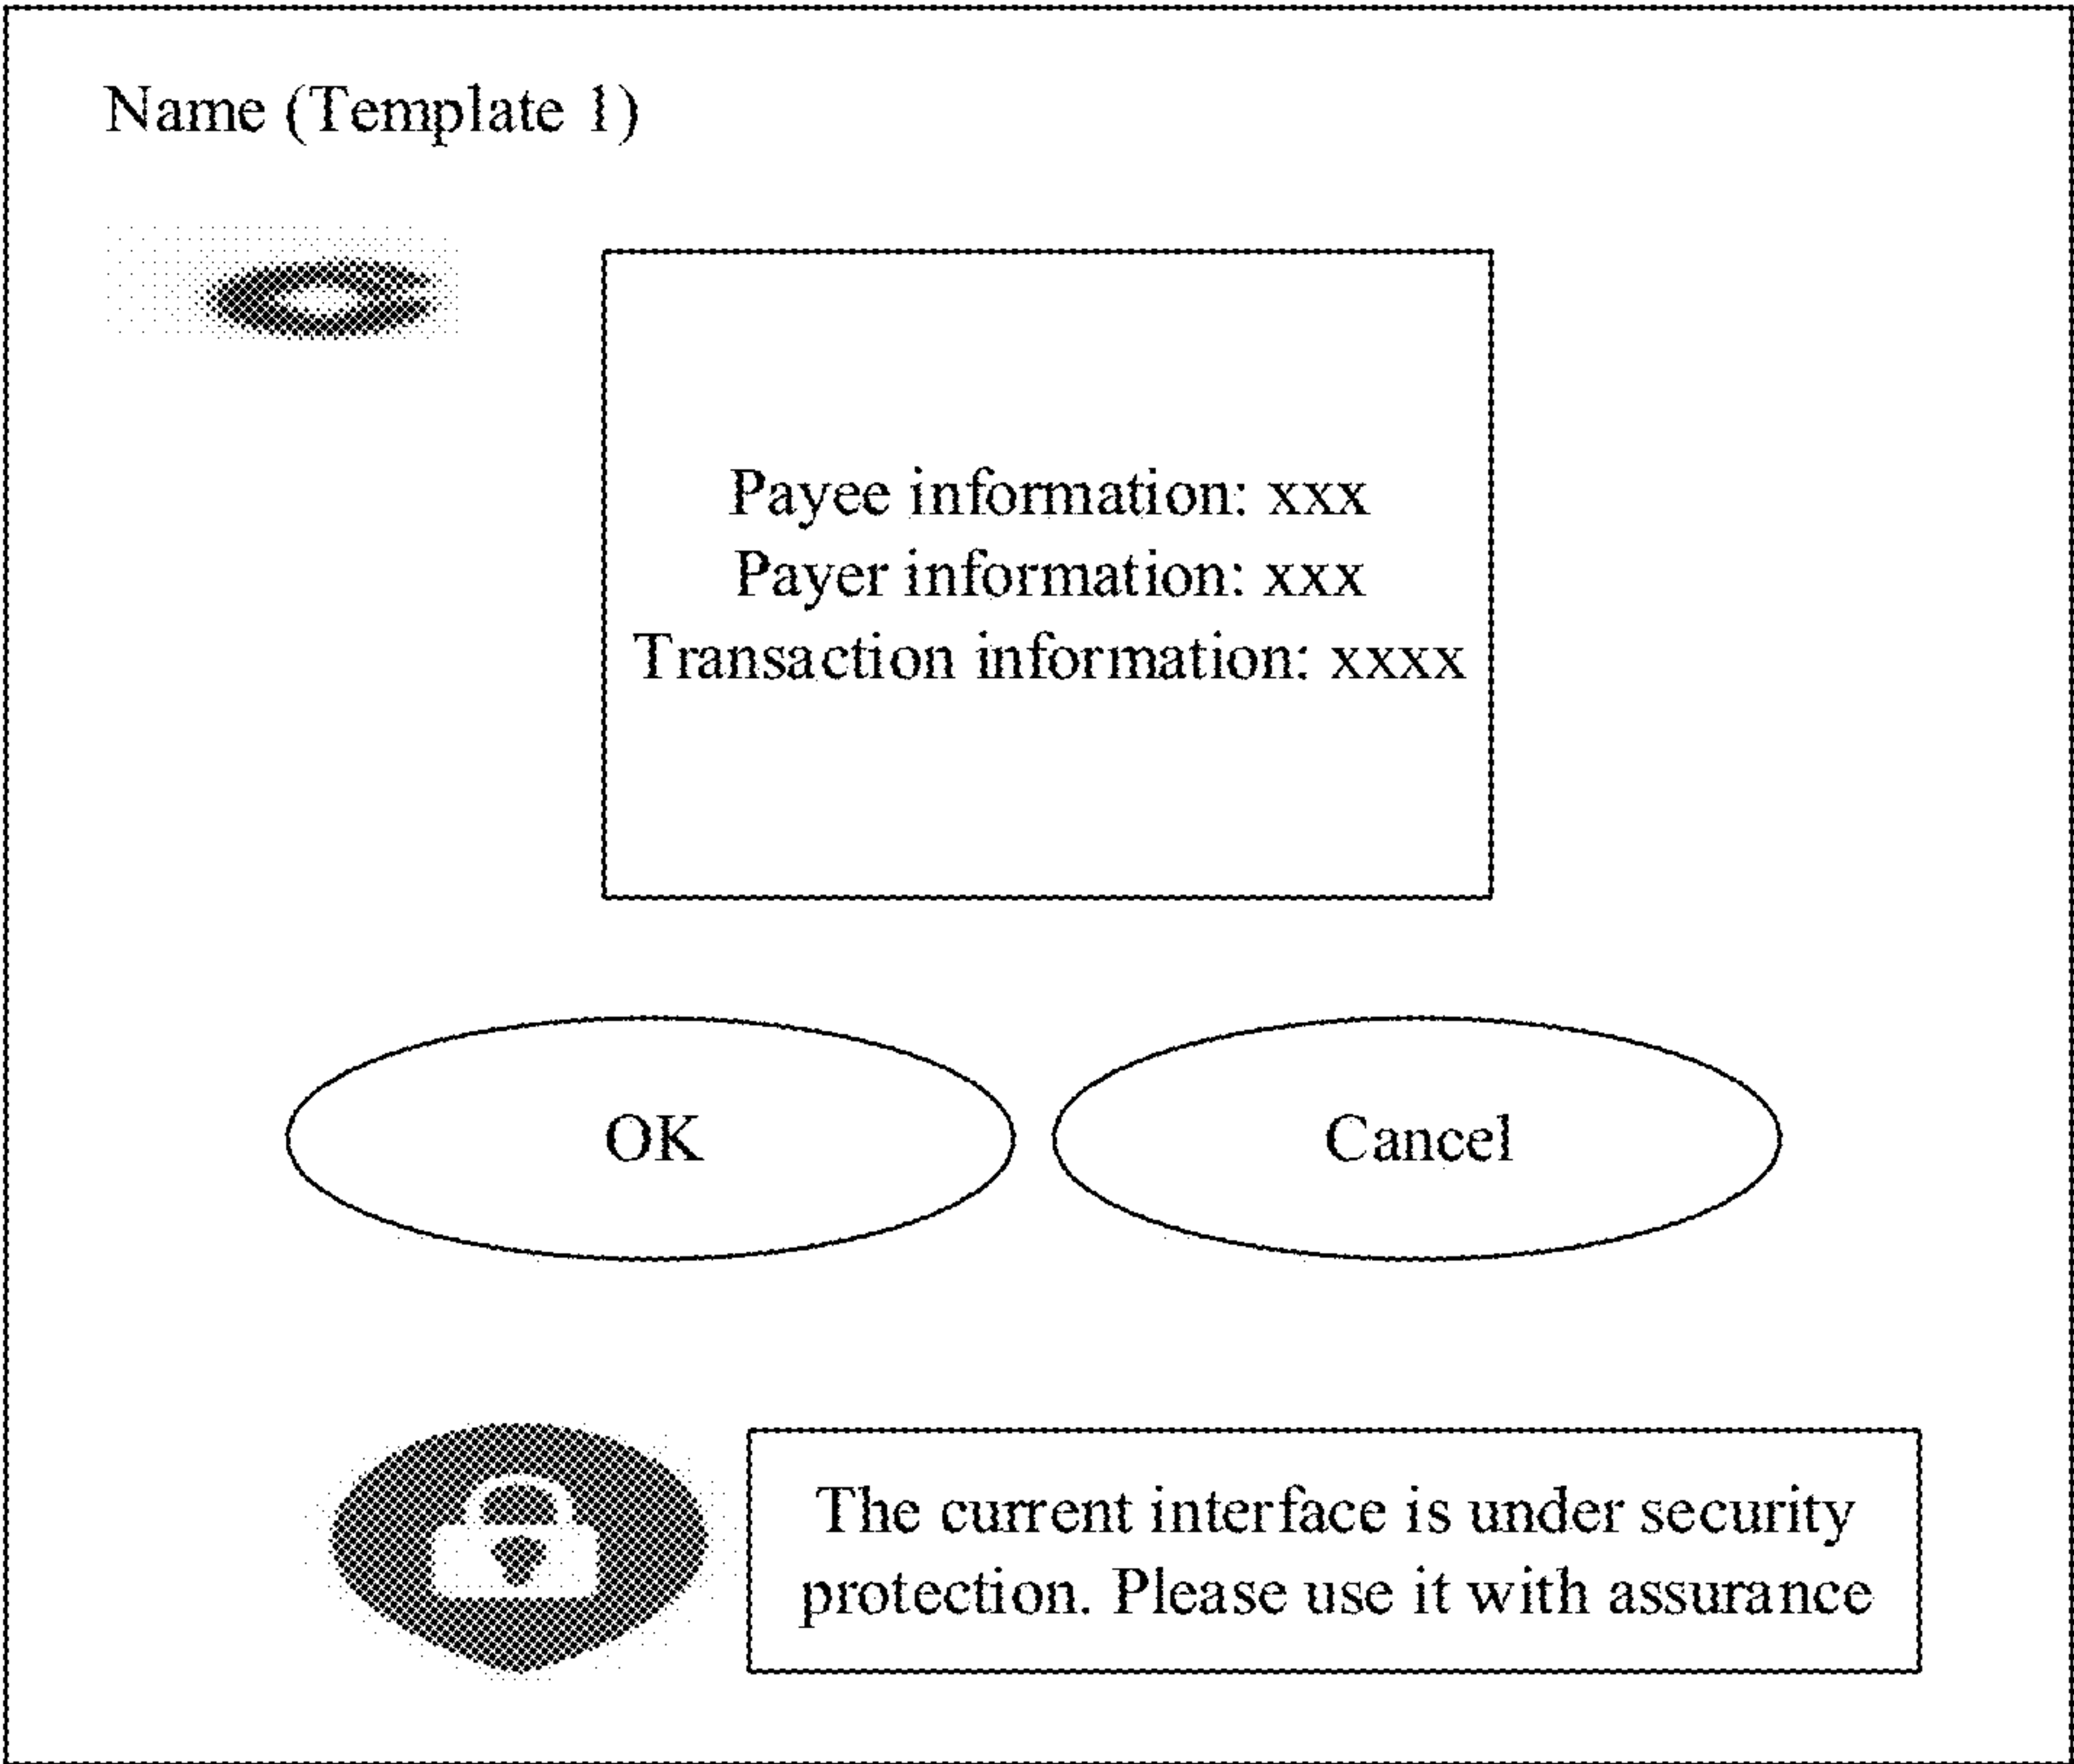 Name (Template 1)
Payee information: xxx
Payer information: xxx
Transaction information: xxxx
OK
Cancel
The current interface is under security
protection. Please use it with assurance